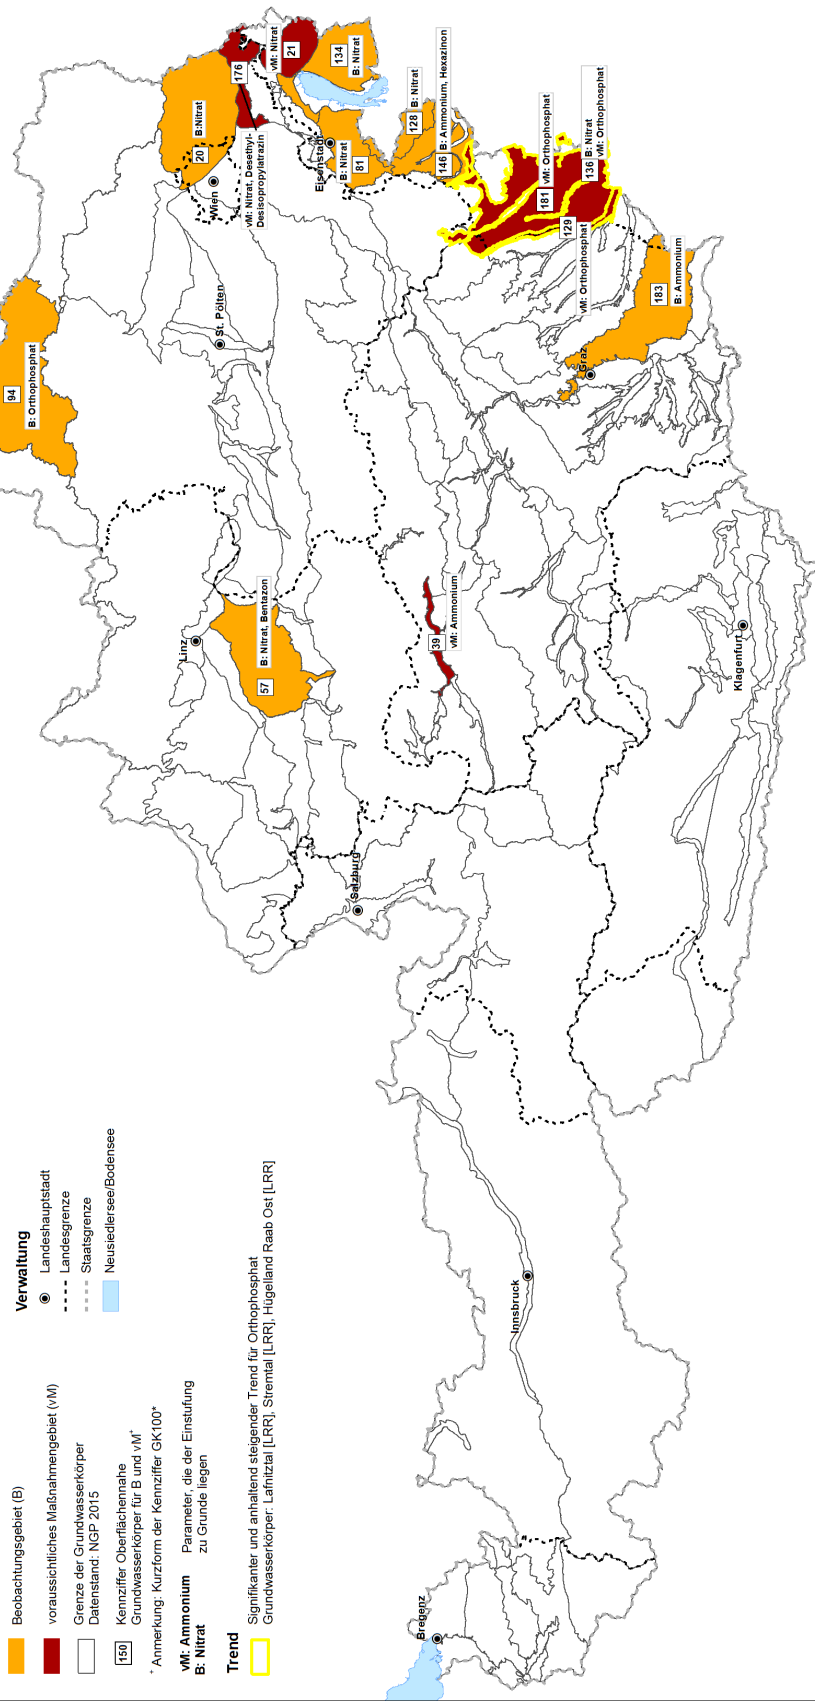 Beobachtungsgebiet (B)
voraussichtliches Maßnahmengebiet (vM)
Grenze der Grundwasserkörper
Datenstand: NGP 2015
150
Kennziffer Oberflächennahe
Grundwasserkörper für B und vM+
+ Anmerkung: Kurzform der Kennziffer GK100*
vM: Ammonium
B: Nitrat
Parameter, die der Einstufung
zu Grunde liegen
Trend
Signifikanter und anhaltend steigender Trend für Orthophosphat
Grundwasserkörper: Lafnitztal [LRR], Stremtal [LRR], Hügelland Raab Ost [LRR]
Verwaltung
Landeshauptstadt
Landesgrenze
Staatsgrenze
Neusiedlersee/Bodensee
Bregenz
Innsbruck
Salzburg
Linz
Klagenfurt
St. Pölten
Graz
Wien
Eisenstadt
94
B: Orthophosphat
57
B: Nitrat, Bentazon
39
vM: Ammonium
20
B:Nitrat
176
vM: Nitrat, Desethyl-
Desisopropylatrazin
vM: Nitrat
21
134
B: Nitrat
B: Nitrat
81
128
B: Nitrat
146
B: Ammonium, Hexazinon
181
vM: Orthophosphat
136
B: Nitrat
vM: Orthophosphat
129
vM: Orthophosphat
183
B: Ammonium